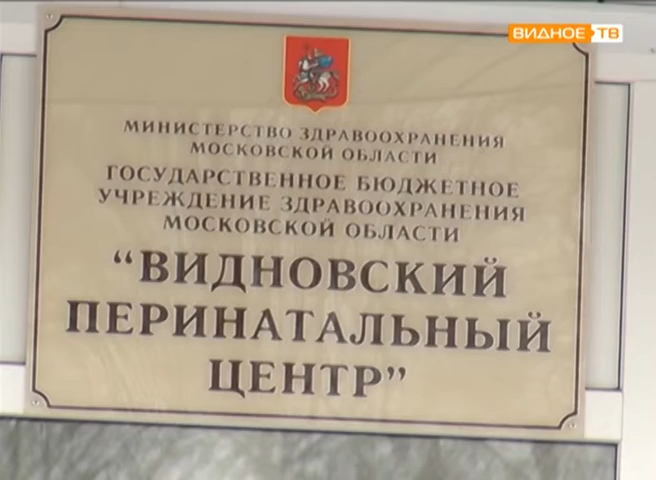 ВИДНОЕ ТВ
МИНИСТЕРСТВО ЗДРАВООХРАНЕНИЯ
МОСКОВСКОЙ ОБЛАСТИ
ГОСУДАРСТВЕННОЕ БЮДЖЕТНОЕ
УЧРЕЖДЕНИЕ ЗДРАВООХРАНЕНИЯ
МОСКОВСКОЙ ОБЛАСТИ
“ВИДНОВСКИЙ
ПЕРИНАТАЛЬНЫЙ
ЦЕНТР”